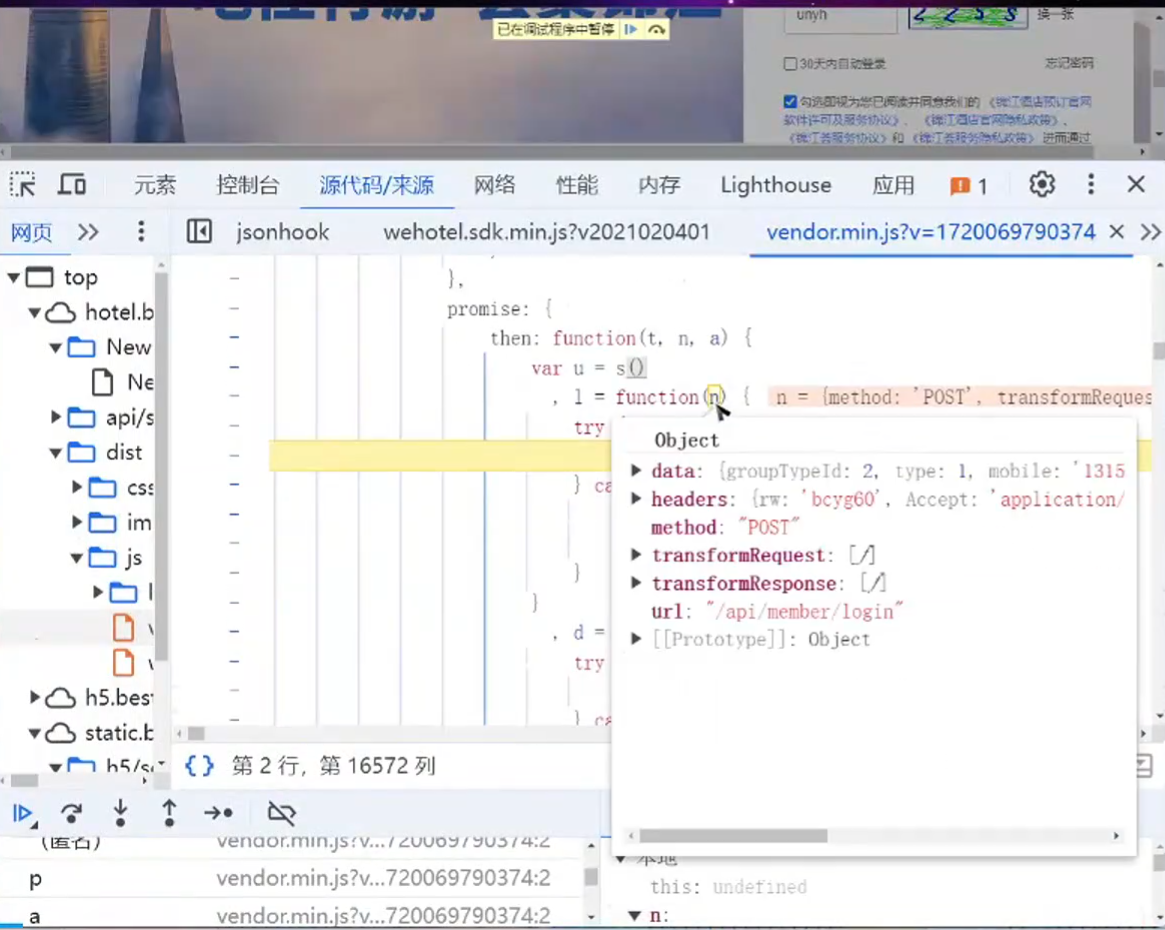 unyh
换一张
已在调试程序中暂停
30天内自动登录
忘记密码
勾选即视为您已阅读并同意我们的《锦江酒店预订官网
软件许可及服务协议》、《锦江酒店官网隐私政策》、
《锦江荟服务协议》和《锦江荟服务隐私政策》进而通过
元素
控制台
源代码/来源
网络
性能
内存
Lighthouse
应用
1
网页
jsonhook
wehotel.sdk.min.js?v2021020401
vendor.min.js?v=1720069790374
top
hotel.b
New
Ne
api/s
dist
css
im
js
h5.best
static.b
h5/s
},
promise: {
then: function(t, n, a) {
var u = s()
, l = function(n) { n = {method: 'POST', transformReques
try
} ca
}
}
, d =
try
} ca
Object
data: {groupTypeId: 2, type: 1, mobile: '1315
headers: {rw: 'bcyg60', Accept: 'application/
method: "POST"
transformRequest: [ƒ]
transformResponse: [ƒ]
url: "/api/member/login"
[[Prototype]]: Object
{} 第 2 行，第 16572 列
(匿名) vendor.min.js?v...720069790374:2
p vendor.min.js?v...720069790374:2
a vendor.min.js?v...720069790374:2
本地
this: undefined
n: